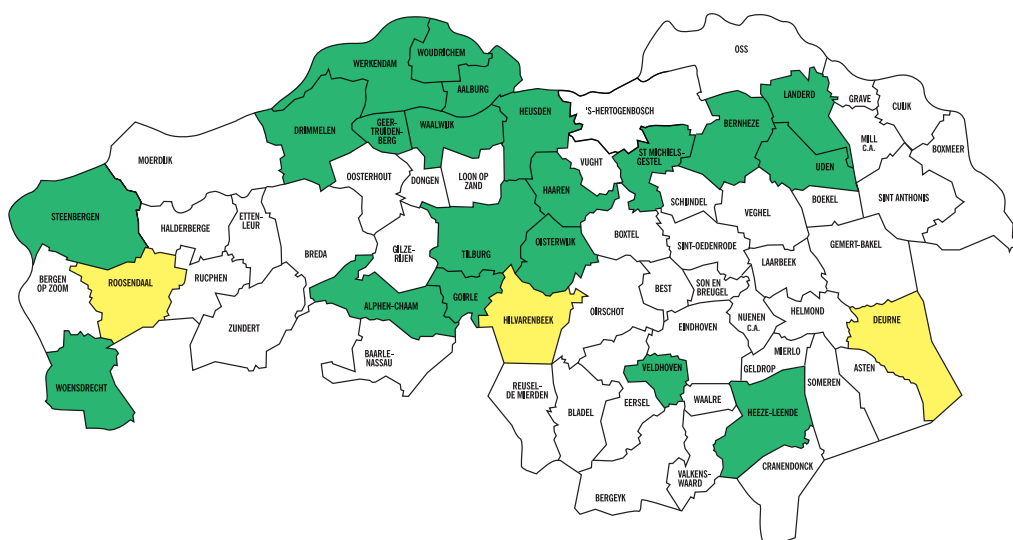 WOUDRICHEM
WERKENDAM
AALBURG
OSS
LANDERD
GRAVE
CUIJK
HEUSDEN
'S-HERTOGENBOSCH
BERNHEZE
DRIMMELEN
GEER-
TRUIDEN-
BERG
WAALWIJK
MILL
C.A.
BOXMEER
MOERDIJK
OOSTERHOUT
DONGEN
LOON OP
ZAND
VUGHT
ST MICHIELS-
GESTEL
UDEN
HAAREN
SINT ANTHONIS
BOEKEL
STEENBERGEN
HALDERBERGE
ETTEN-
LEUR
SCHIJNDEL
VEGHEL
BREDA
GILZE-
RIJEN
TILBURG
OISTERWIJK
BOXTEL
SINT-OEDENRODE
GEMERT-BAKEL
BERGEN
OP ZOOM
ROOSENDAAL
RUCPHEN
LAARBEEK
ALPHEN-CHAAM
GOIRLE
HILVARENBEEK
OIRSCHOT
BEST
SON EN
BREUGEL
NUENEN
C.A.
HELMOND
DEURNE
ZUNDERT
EINDHOVEN
BAARLE-
NASSAU
MIERLO
GELDROP
VELDHOVEN
ASTEN
SOMEREN
WOENSDRECHT
REUSEL-
DE MIERDEN
BLADEL
EERSEL
WAALRE
HEEZE-LEENDE
CRANENDONCK
VALKENS-
WAARD
BERGEYK